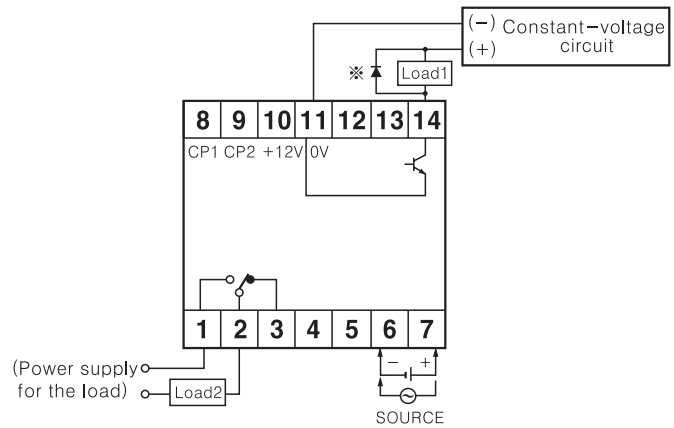 (−) Constant−voltage
(+) circuit
※ Load1
8 9 10 11 12 13 14
CP1 CP2 +12V 0V
1 2 3 4 5 6 7
(Power supply
for the load)
Load2
− +
SOURCE